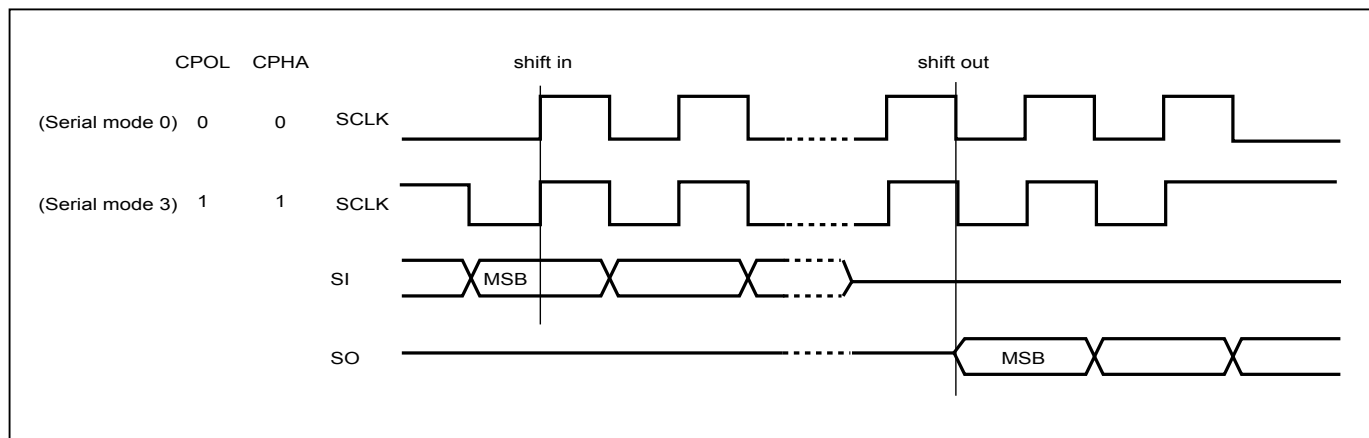 CPOL CPHA shift in shift out
(Serial mode 0) 0 0 SCLK
(Serial mode 3) 1 1 SCLK
SI MSB
SO MSB